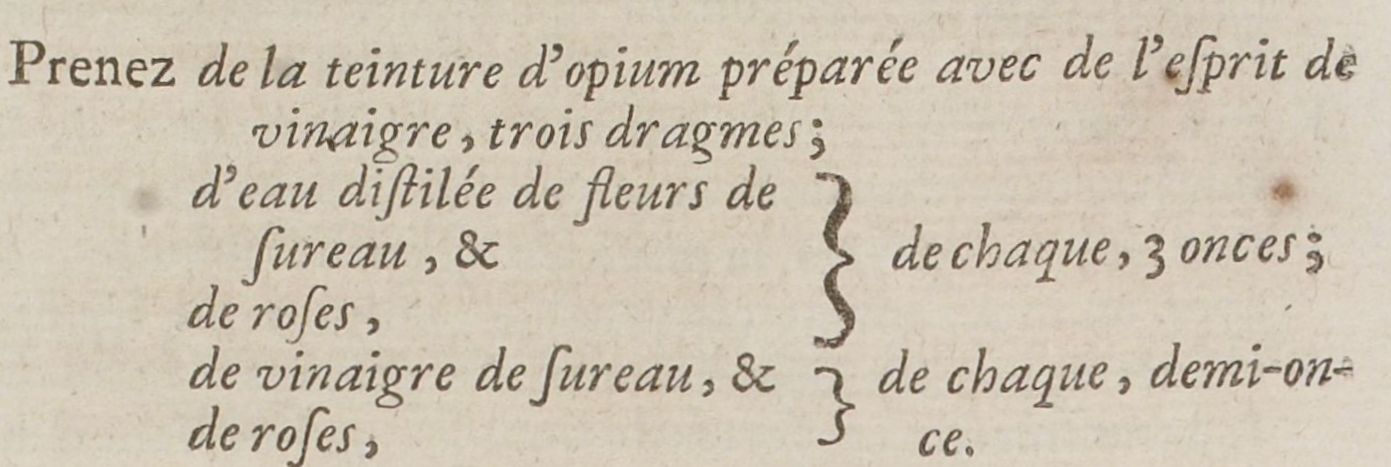 Prenez de la teinture d'opium préparée avec de l'eſprit de
vinaigre, trois dragmes;
d'eau diſtilée de fleurs de
ſureau, &
de roſes,
de chaque, 3 onces;
de vinaigre de ſureau, &
de roſes,
de chaque, demi-on-
ce.